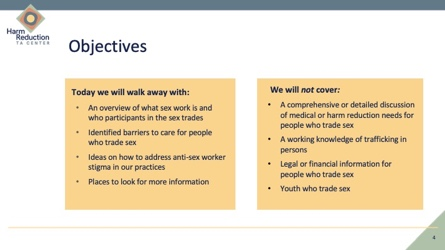 Harm
Reduction
TA CENTER
Objectives
Today we will walk away with:
• An overview of what sex work is and
who participants in the sex trades
• Identified barriers to care for people
who trade sex
• Ideas on how to address anti-sex worker
stigma in our practices
• Places to look for more information
We will not cover:
• A comprehensive or detailed discussion
of medical or harm reduction needs for
people who trade sex
• A working knowledge of trafficking in
persons
• Legal or financial information for
people who trade sex
• Youth who trade sex
4